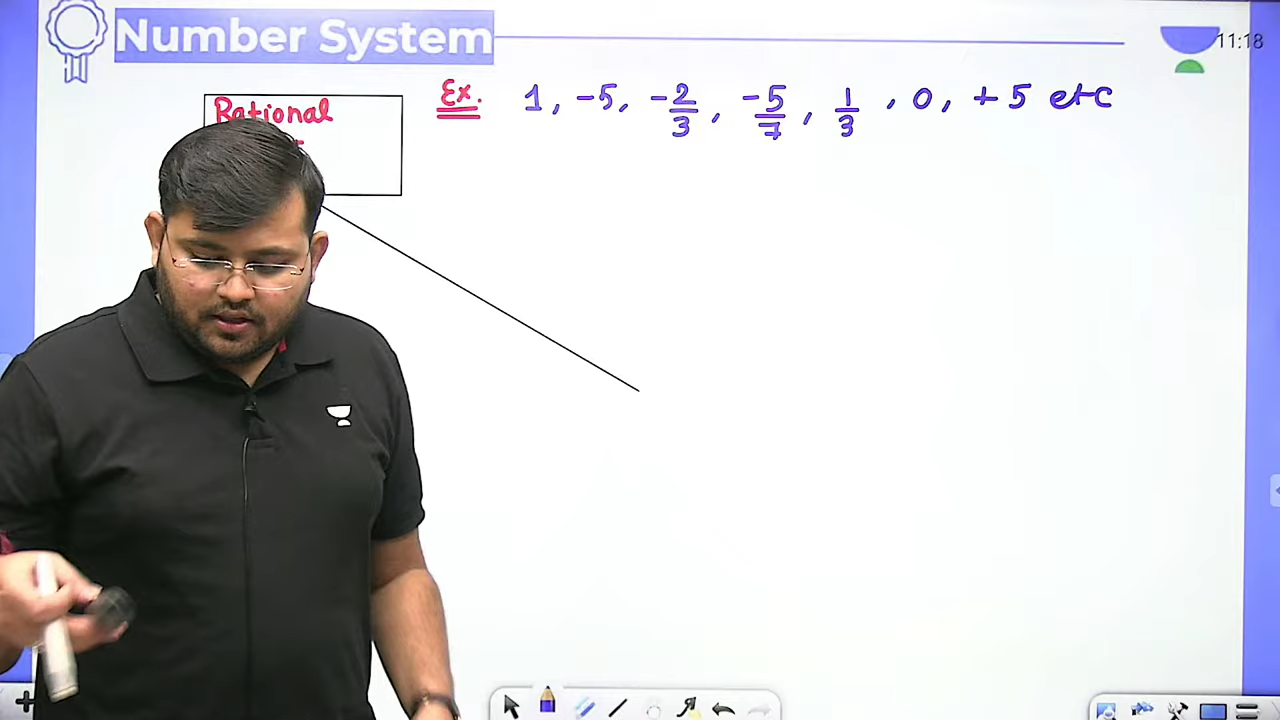 Number System
11:18
Rational
Ex. 1, -5, -2/3, -5/7, 1/3, 0, +5 etc